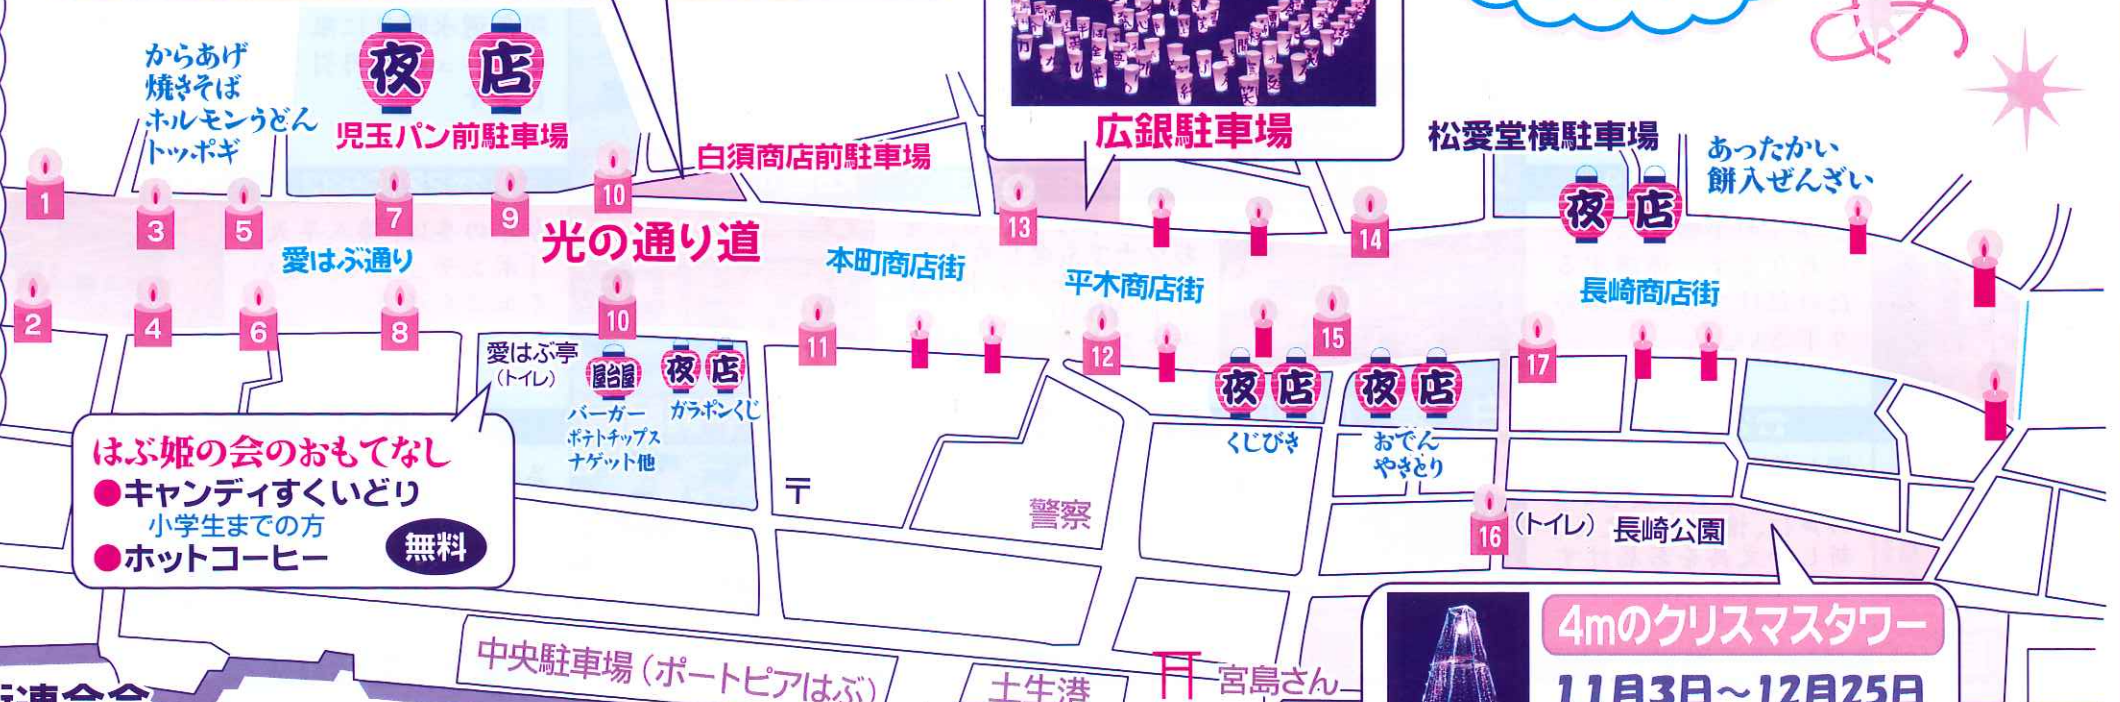 からあげ
焼きそば
ホルモンうどん
トッポギ
夜店
児玉パン前駐車場
白須商店前駐車場
広銀駐車場
松愛堂横駐車場
夜店
あったかい
餅入ぜんざい
1
3
5
7
9
10
13
14
光の通り道
愛はぶ通り
本町商店街
平木商店街
長崎商店街
2
4
6
8
10
11
12
15
17
愛はぶ亭
(トイレ)
屋台屋
バーガー
ポテトチップス
ナゲット他
夜店
ガラポンくじ
夜店
くじびき
夜店
おでん
やきとり
はぶ姫の会のおもてなし
●キャンディすくいどり
小学生までの方
●ホットコーヒー
無料
〒
警察
16
(トイレ)
長崎公園
4mのクリスマスタワー
11月3日～12月25日
中央駐車場(ポートピアはぶ)
土生港
宮島さん
連合会